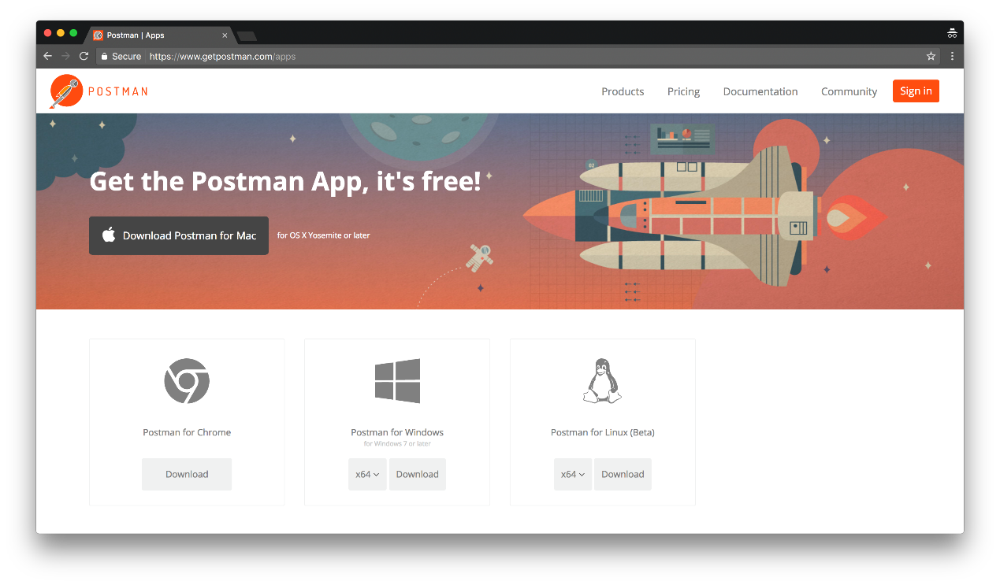 Postman | Apps
Secure https://www.getpostman.com/apps
POSTMAN Products Pricing Documentation Community Sign in
02
Get the Postman App, it's free!
Download Postman for Mac for OS X Yosemite or later
Postman for Chrome Postman for Windows Postman for Linux (Beta)
for Windows 7 or later
Download x64 Download x64 Download